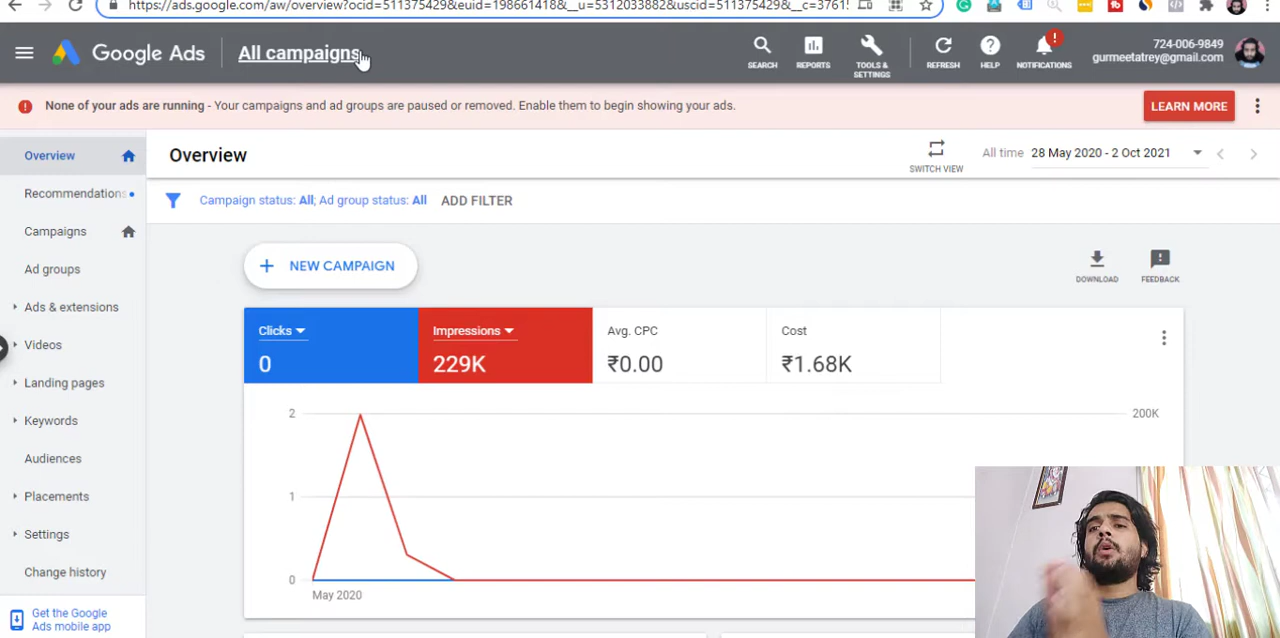 https://ads.google.com/aw/overview?ocid=511375429&euid=198661418&__u=5312033882&uscid=511375429&__c=3761
Google Ads
All campaigns
SEARCH
REPORTS
TOOLS & SETTINGS
REFRESH
HELP
NOTIFICATIONS
724-006-9849
gurmeetatrey@gmail.com
None of your ads are running - Your campaigns and ad groups are paused or removed. Enable them to begin showing your ads.
LEARN MORE
Overview
Recommendations
Campaigns
Ad groups
Ads & extensions
Videos
Landing pages
Keywords
Audiences
Placements
Settings
Change history
Get the Google
Ads mobile app
Overview
SWITCH VIEW
All time 28 May 2020 - 2 Oct 2021
Campaign status: All; Ad group status: All ADD FILTER
+ NEW CAMPAIGN
DOWNLOAD
FEEDBACK
Clicks
0
Impressions
229K
Avg. CPC
₹0.00
Cost
₹1.68K
2
200K
1
0
May 2020